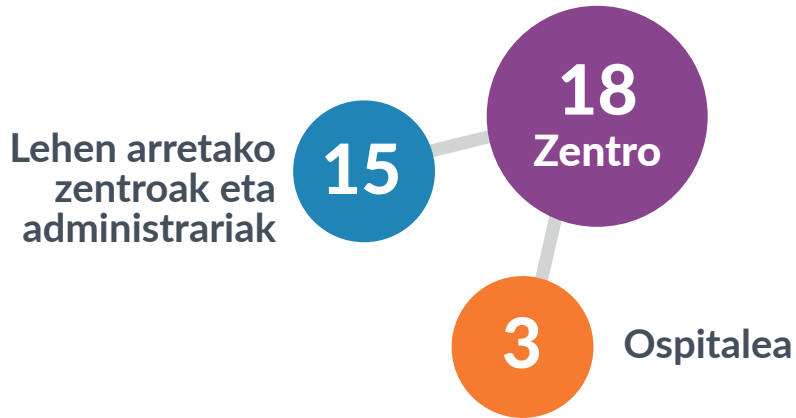 18
Zentro
Lehen arretako
zentroak eta
administrariak
15
3
Ospitalea